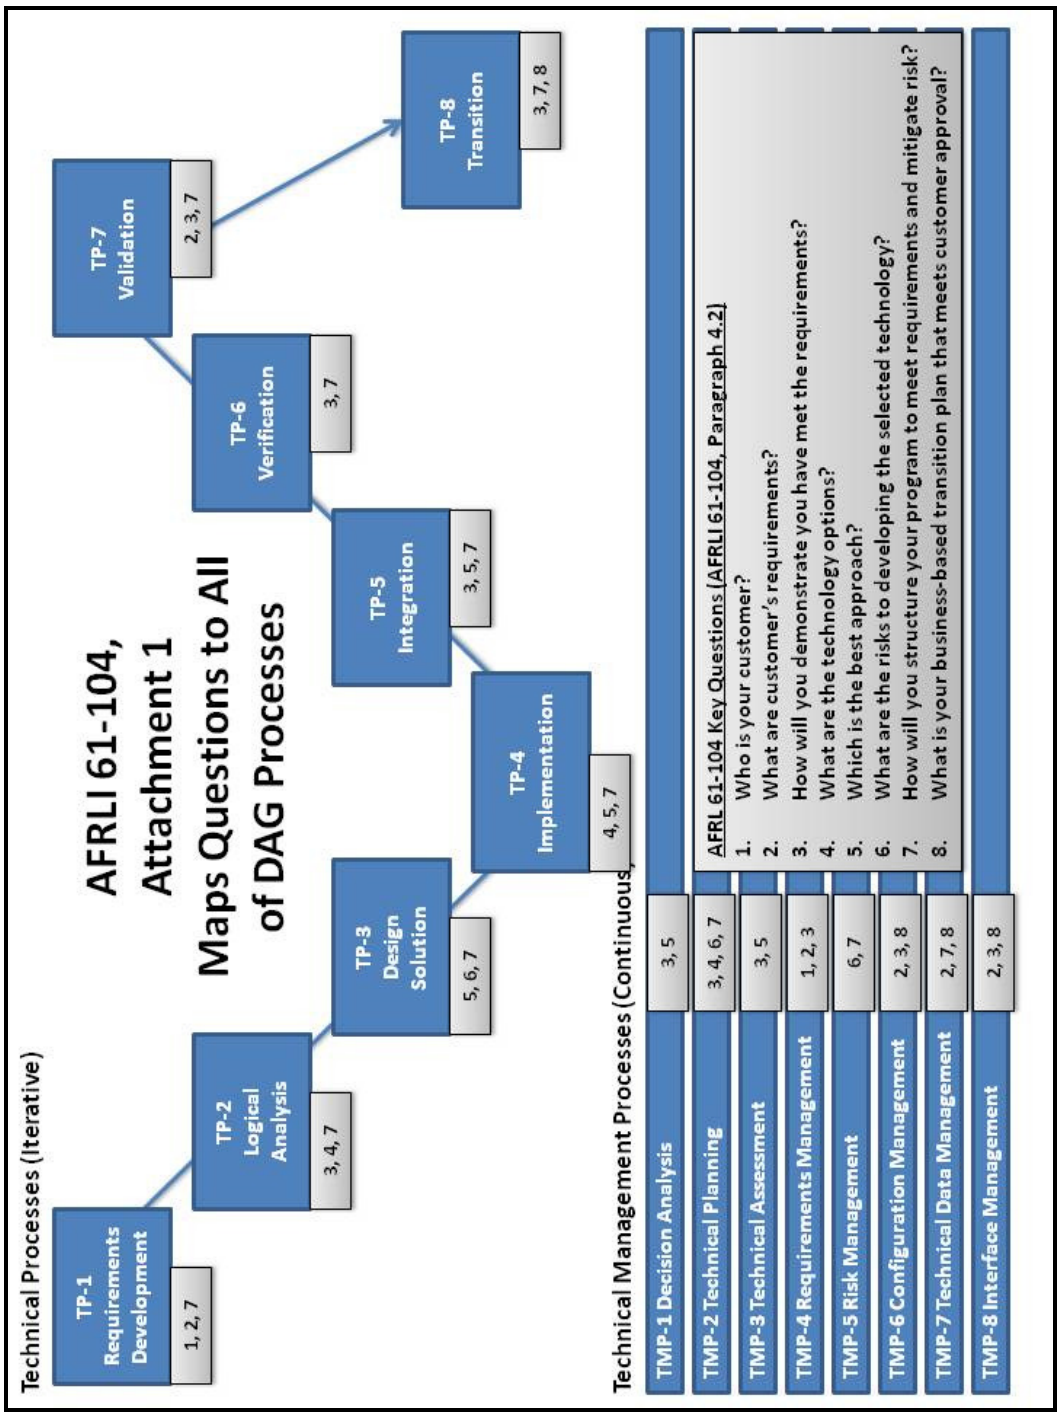 Technical Processes (Iterative)
AFRLI 61-104,
Attachment 1
Maps Questions to All
of DAG Processes
TP-1
Requirements
Development
1, 2, 7
TP-2
Logical
Analysis
3, 4, 7
TP-3
Design
Solution
5, 6, 7
TP-4
Implementation
4, 5, 7
TP-5
Integration
3, 5, 7
TP-6
Verification
3, 7
TP-7
Validation
2, 3, 7
TP-8
Transition
3, 7, 8
Technical Management Processes (Continuous)
TMP-1 Decision Analysis
3, 5
TMP-2 Technical Planning
3, 4, 6, 7
TMP-3 Technical Assessment
3, 5
TMP-4 Requirements Management
1, 2, 3
TMP-5 Risk Management
6, 7
TMP-6 Configuration Management
2, 3, 8
TMP-7 Technical Data Management
2, 7, 8
TMP-8 Interface Management
2, 3, 8
AFRL 61-104 Key Questions (AFRLI 61-104, Paragraph 4.2)
1. Who is your customer?
2. What are customer's requirements?
3. How will you demonstrate you have met the requirements?
4. What are the technology options?
5. Which is the best approach?
6. What are the risks to developing the selected technology?
7. How will you structure your program to meet requirements and mitigate risk?
8. What is your business-based transition plan that meets customer approval?